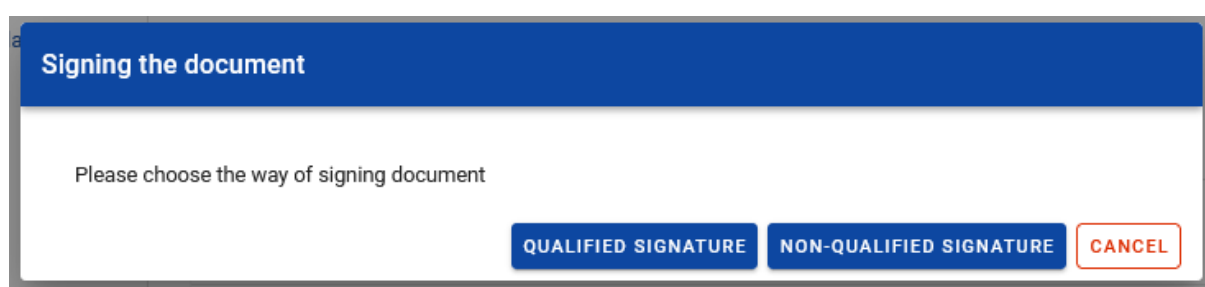 Signing the document
Please choose the way of signing document
QUALIFIED SIGNATURE NON-QUALIFIED SIGNATURE CANCEL